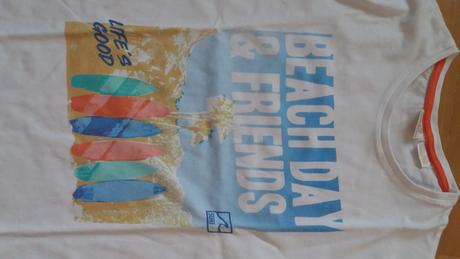 BEACH DAY
& FRIENDS
LIFE'S
GOOD